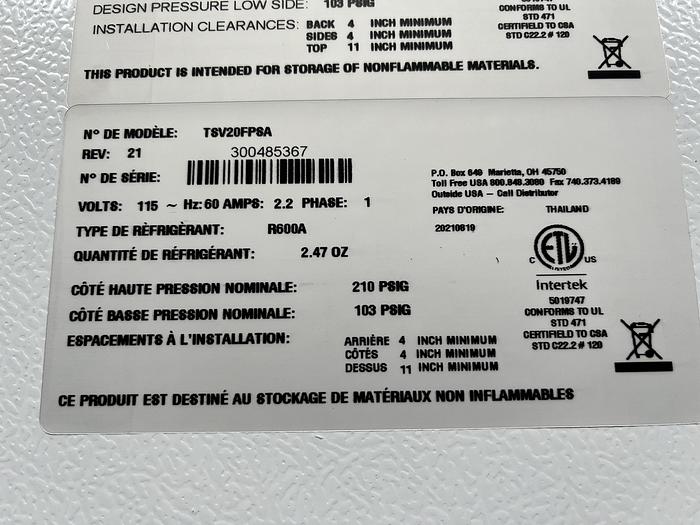 DESIGN PRESSURE LOW SIDE: 103 PSIG
INSTALLATION CLEARANCES: BACK 4 INCH MINIMUM
SIDES 4 INCH MINIMUM
TOP 11 INCH MINIMUM
5019747
CONFORMS TO UL
STD 471
CERTIFIED TO CSA
STD C22.2 # 120
THIS PRODUCT IS INTENDED FOR STORAGE OF NONFLAMMABLE MATERIALS.
N° DE MODÈLE: TSV20FPSA
REV: 21
300485367
N° DE SÉRIE:
P.O. Box 649 Marietta, OH 45750
Toll Free USA 800.849.3080 Fax 740.373.4189
Outside USA - Call Distributor
VOLTS: 115 ~ Hz: 60 AMPS: 2.2 PHASE: 1
PAYS D'ORIGINE: THAILAND
TYPE DE RÈFRIGÈRANT: R600A
20210819
QUANTITÉ DE RÉFRIGÉRANT: 2.47 OZ
C ETL US
Intertek
CÔTÉ HAUTE PRESSION NOMINALE: 210 PSIG
CÔTÉ BASSE PRESSION NOMINALE: 103 PSIG
5019747
CONFORMS TO UL
STD 471
CERTIFIED TO CSA
STD C22.2 # 120
ESPACEMENTS À L'INSTALLATION: ARRIÈRE 4 INCH MINIMUM
CÔTÉS 4 INCH MINIMUM
DESSUS 11 INCH MINIMUM
CE PRODUIT EST DESTINÉ AU STOCKAGE DE MATÉRIAUX NON INFLAMMABLES